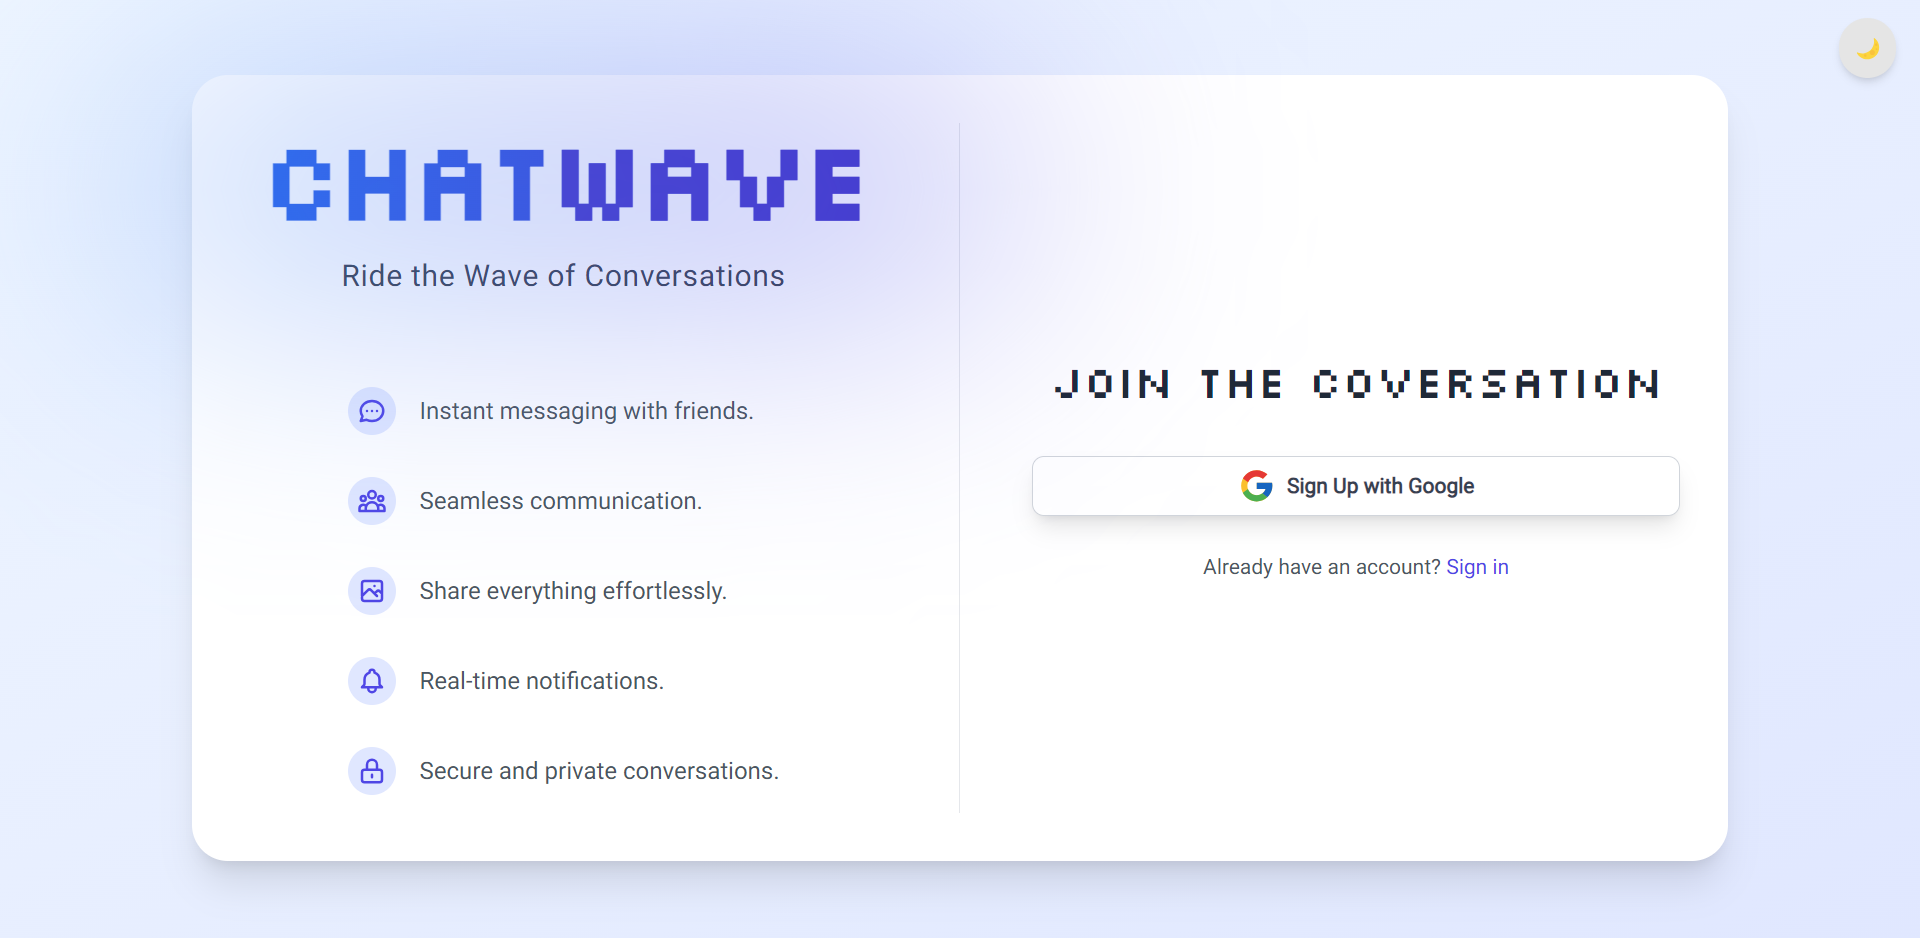 CHATWAVE
Ride the Wave of Conversations
Instant messaging with friends.
Seamless communication.
Share everything effortlessly.
Real-time notifications.
Secure and private conversations.
JOIN THE COVERSATION
Sign Up with Google
Already have an account? Sign in